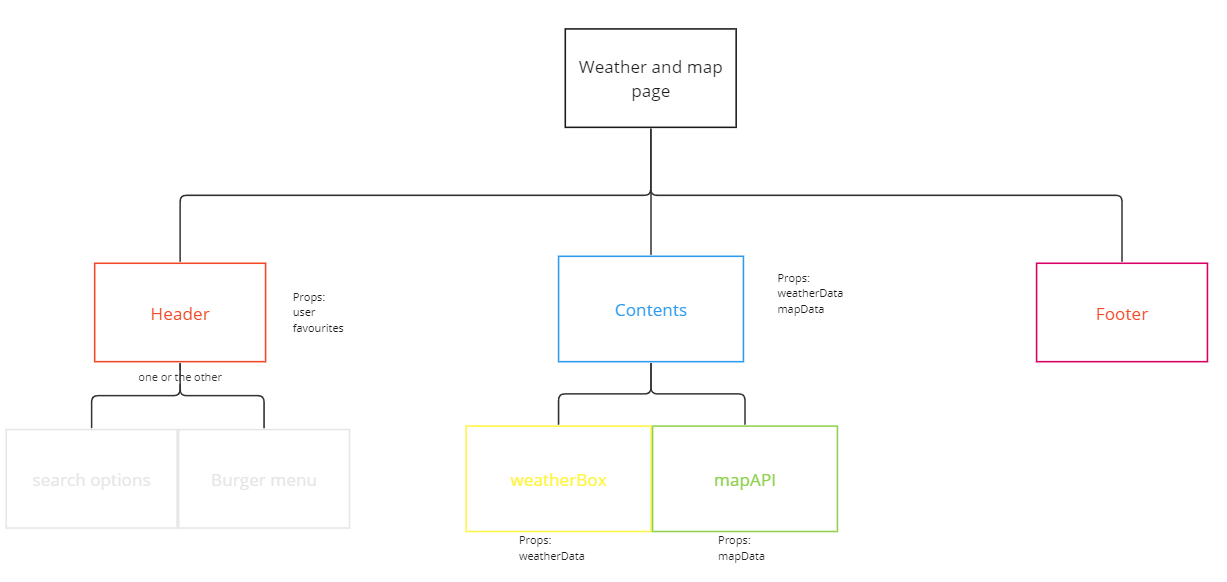 Weather and map
page
Header
Props:
user
favourites
Contents
Props:
weatherData
mapData
Footer
one or the other
search options
Burger menu
weatherBox
mapAPI
Props:
weatherData
Props:
mapData